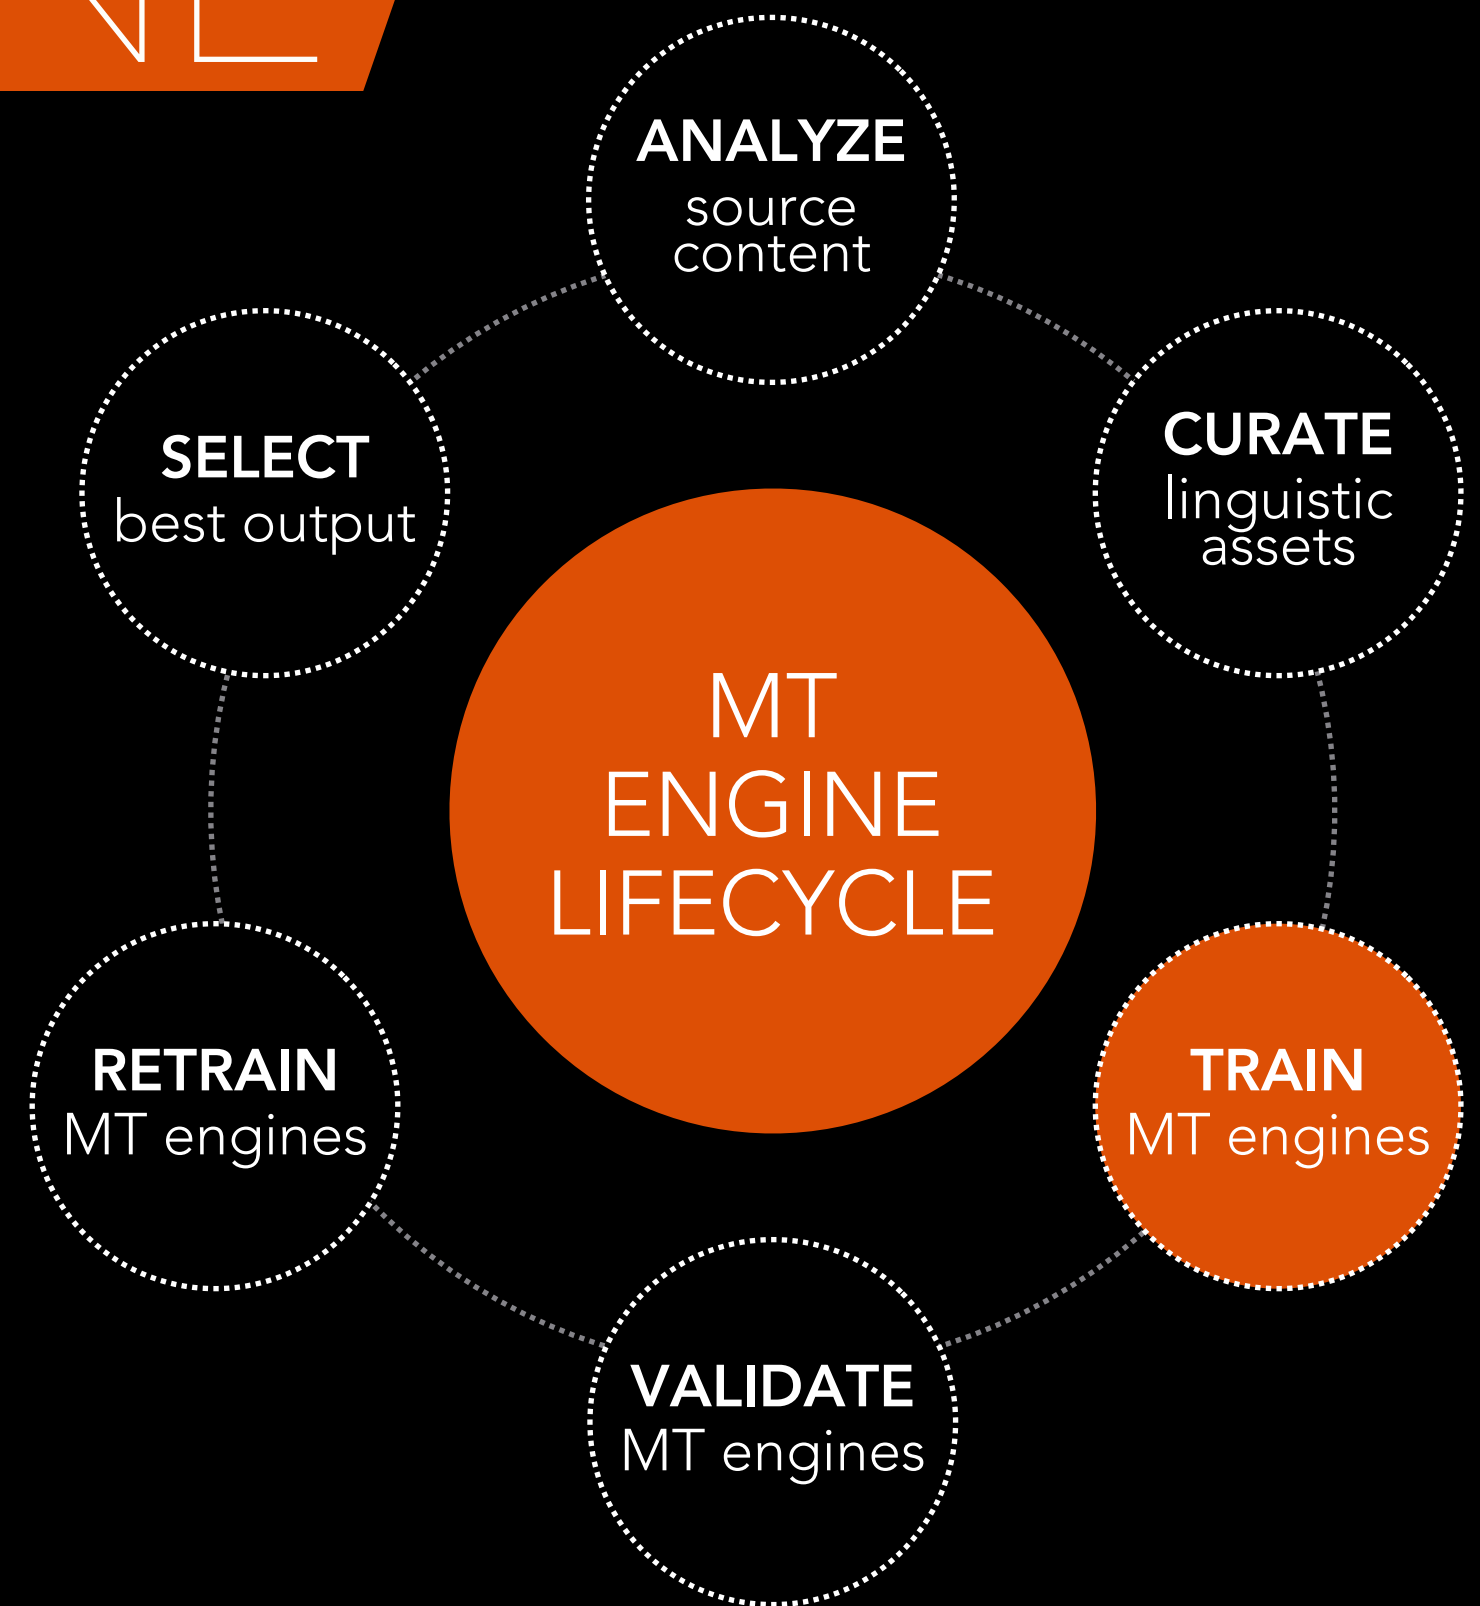 ANALYZE
source
content
CURATE
linguistic
assets
TRAIN
MT engines
VALIDATE
MT engines
RETRAIN
MT engines
SELECT
best output
MT
ENGINE
LIFECYCLE